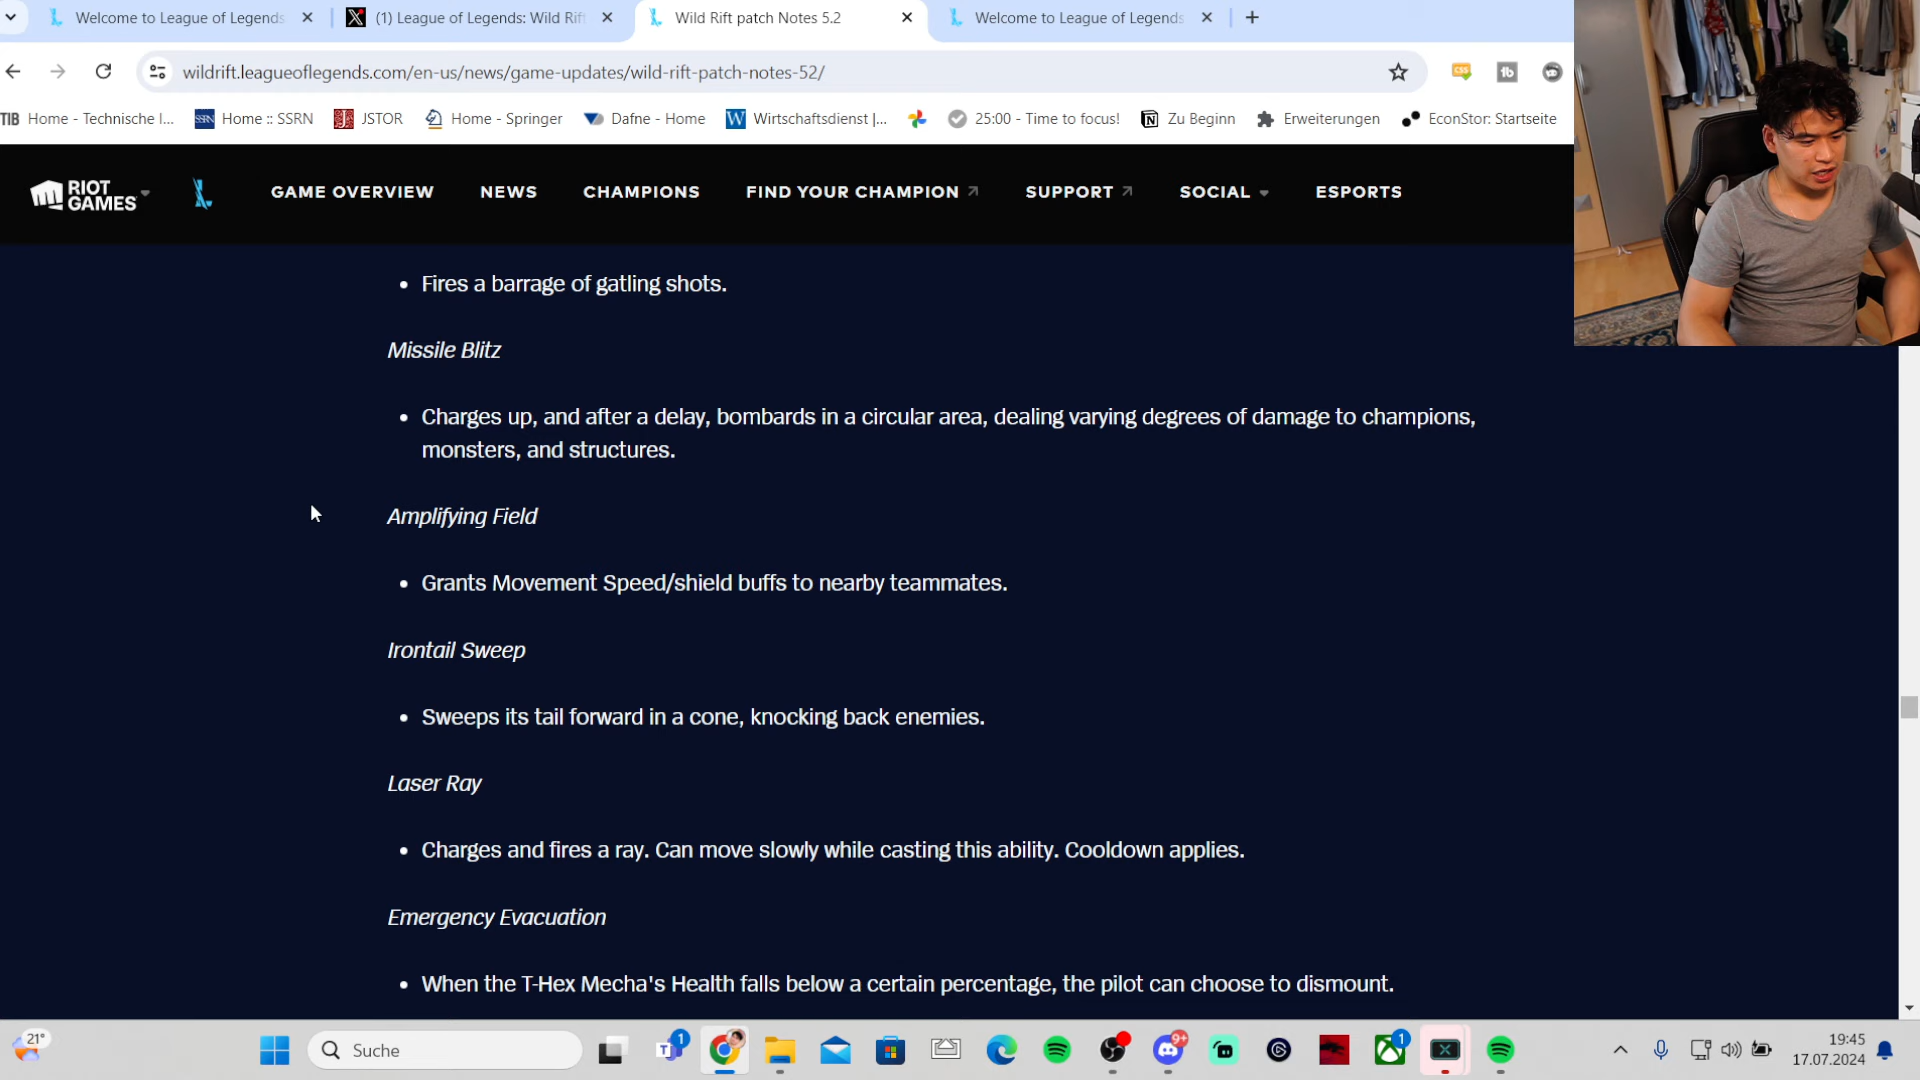 Welcome to League of Legends
(1) League of Legends: Wild Rift
Wild Rift patch Notes 5.2
Welcome to League of Legends
wildrift.leagueoflegends.com/en-us/news/game-updates/wild-rift-patch-notes-52/
CSS
tb
TIB Home - Technische I...
SSRN Home :: SSRN
JSTOR
Home - Springer
Dafne - Home
W Wirtschaftsdienst |...
25:00 - Time to focus!
Zu Beginn
Erweiterungen
EconStor: Startseite
RIOT GAMES
GAME OVERVIEW
NEWS
CHAMPIONS
FIND YOUR CHAMPION
SUPPORT
SOCIAL
ESPORTS
• Fires a barrage of gatling shots.
Missile Blitz
• Charges up, and after a delay, bombards in a circular area, dealing varying degrees of damage to champions,
monsters, and structures.
Amplifying Field
• Grants Movement Speed/shield buffs to nearby teammates.
Irontail Sweep
• Sweeps its tail forward in a cone, knocking back enemies.
Laser Ray
• Charges and fires a ray. Can move slowly while casting this ability. Cooldown applies.
Emergency Evacuation
• When the T-Hex Mecha's Health falls below a certain percentage, the pilot can choose to dismount.
21°
Suche
1
9+
1
19:45
17.07.2024